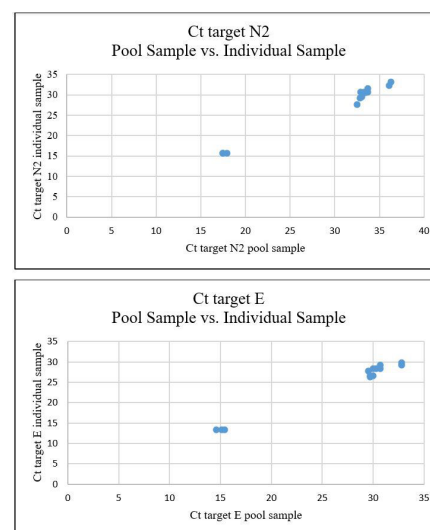 Ct target N2
Pool Sample vs. Individual Sample
Ct target N2 individual sample
35
30
25
20
15
10
5
0
0 5 10 15 20 25 30 35 40
Ct target N2 pool sample
Ct target E
Pool Sample vs. Individual Sample
Ct target E individual sample
35
30
25
20
15
10
5
0
0 5 10 15 20 25 30 35
Ct target E pool sample